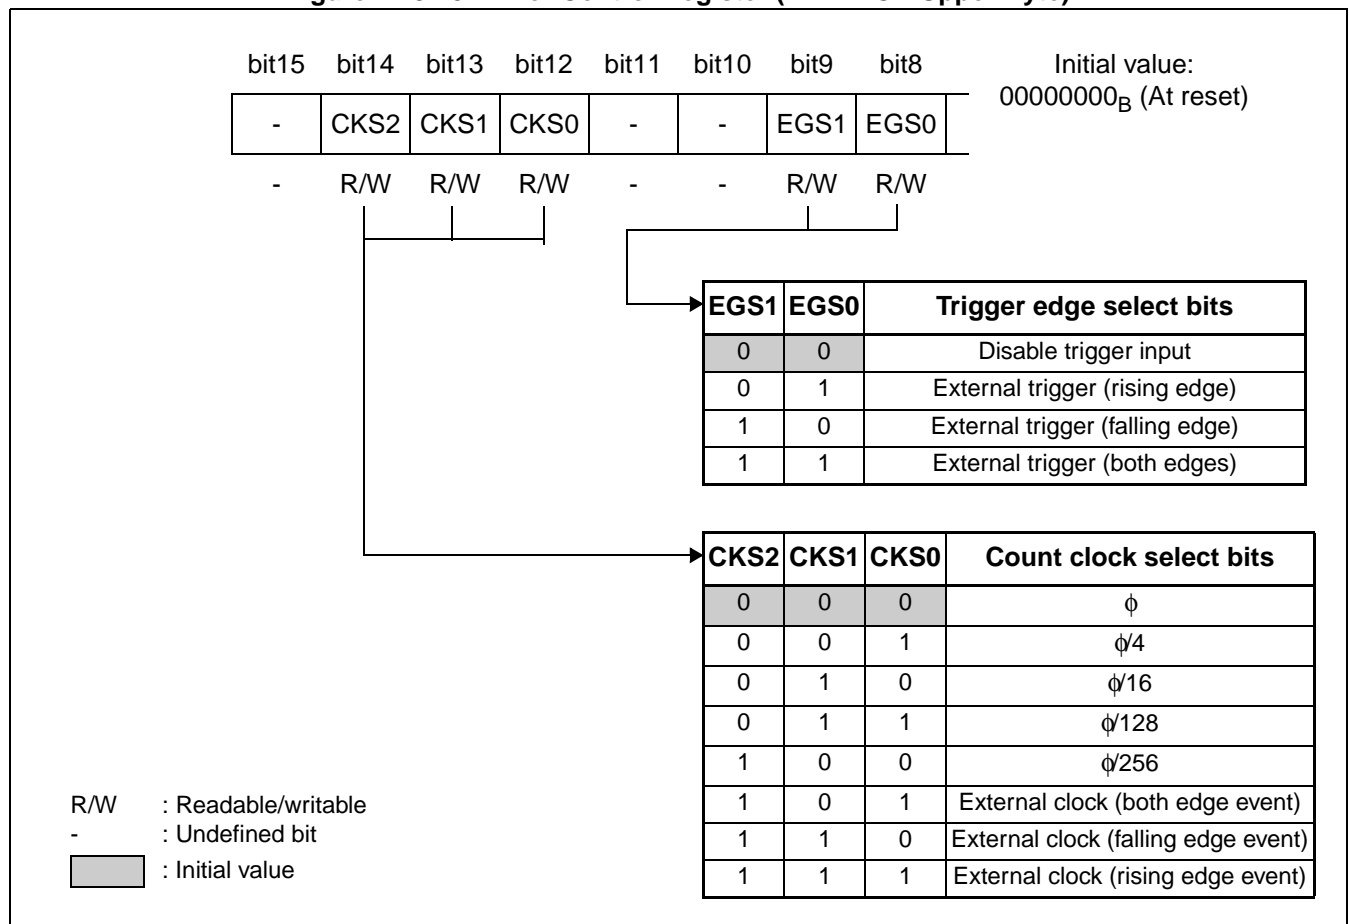 bit15 bit14 bit13 bit12 bit11 bit10 bit9 bit8 Initial value:
00000000B (At reset)
- CKS2 CKS1 CKS0 - - EGS1 EGS0
- R/W R/W R/W - - R/W R/W
EGS1 EGS0 Trigger edge select bits
0 0 Disable trigger input
0 1 External trigger (rising edge)
1 0 External trigger (falling edge)
1 1 External trigger (both edges)
CKS2 CKS1 CKS0 Count clock select bits
0 0 0 ϕ
0 0 1 ϕ/4
0 1 0 ϕ/16
0 1 1 ϕ/128
1 0 0 ϕ/256
1 0 1 External clock (both edge event)
1 1 0 External clock (falling edge event)
1 1 1 External clock (rising edge event)
R/W : Readable/writable
- : Undefined bit
: Initial value